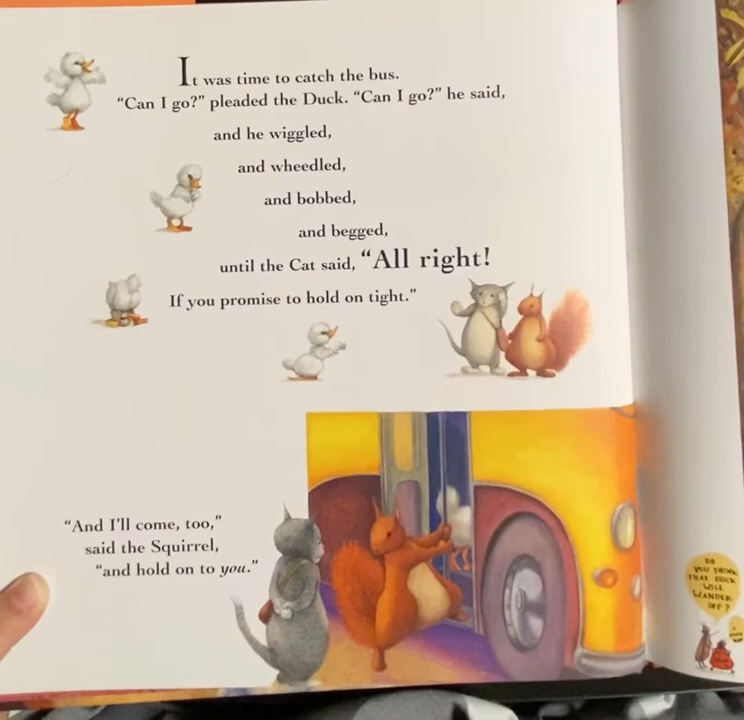 It was time to catch the bus.
“Can I go?” pleaded the Duck. “Can I go?” he said,
and he wiggled,
and wheedled,
and bobbed,
and begged,
until the Cat said, “All right!
If you promise to hold on tight.”
“And I’ll come, too,”
said the Squirrel,
“and hold on to you.”
DO
YOU THINK
THAT DUCK
WILL
WANDER
OFF?
I
HOPE
NOT